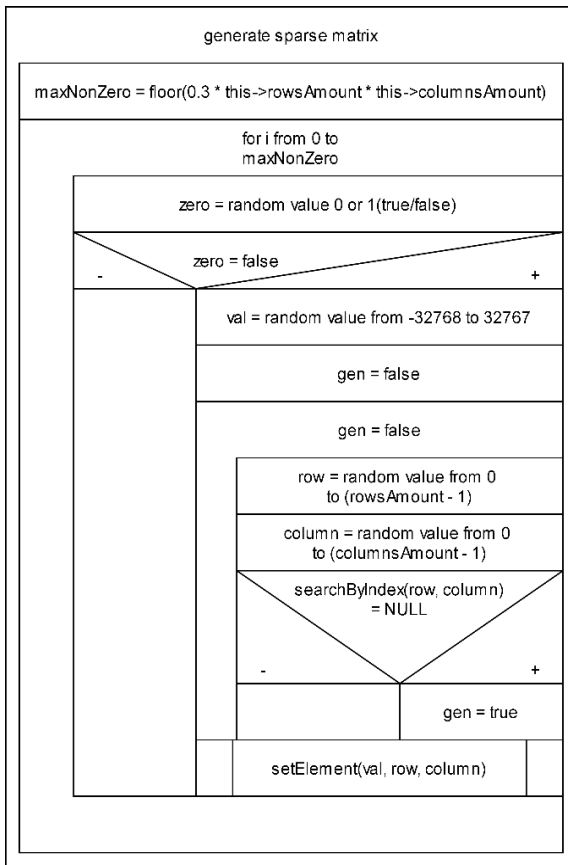 generate sparse matrix
maxNonZero = floor(0.3 * this->rowsAmount * this->columnsAmount)
for i from 0 to
maxNonZero
zero = random value 0 or 1(true/false)
zero = false
- +
val = random value from -32768 to 32767
gen = false
gen = false
row = random value from 0
to (rowsAmount - 1)
column = random value from 0
to (columnsAmount - 1)
searchByIndex(row, column)
= NULL
- +
gen = true
setElement(val, row, column)